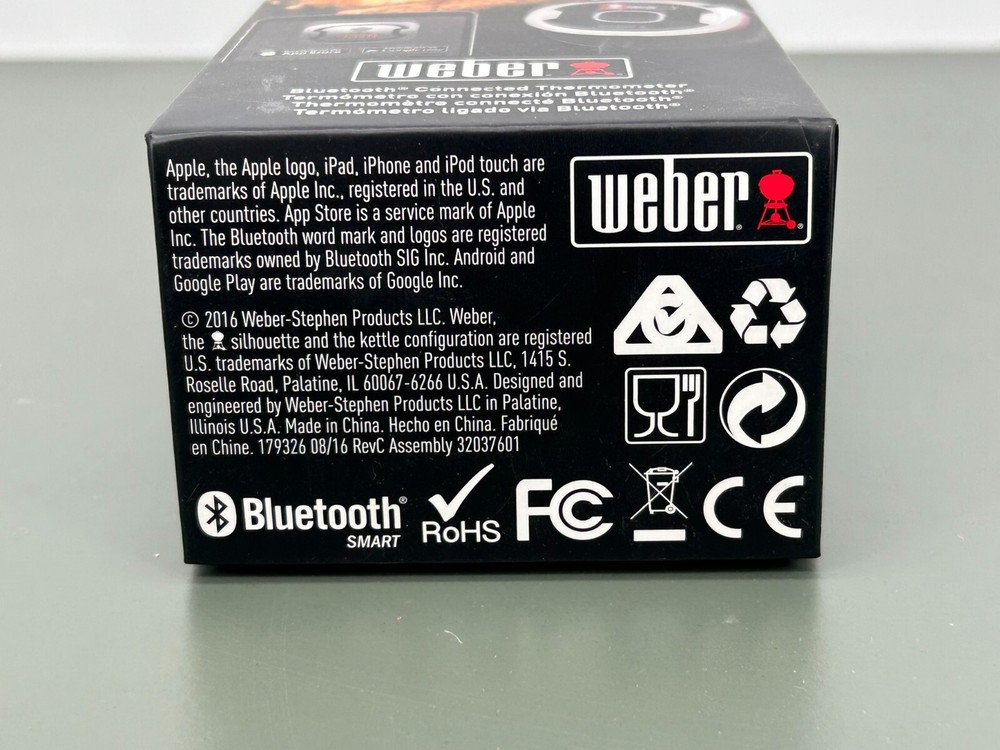 App Store
weber
Bluetooth® Connected Thermometer
Termómetro con conexión Bluetooth®
Thermomètre connecté Bluetooth®
Termómetro ligado via Bluetooth®
Apple, the Apple logo, iPad, iPhone and iPod touch are
trademarks of Apple Inc., registered in the U.S. and
other countries. App Store is a service mark of Apple
Inc. The Bluetooth word mark and logos are registered
trademarks owned by Bluetooth SIG Inc. Android and
Google Play are trademarks of Google Inc.
weber®
© 2016 Weber-Stephen Products LLC. Weber,
the silhouette and the kettle configuration are registered
U.S. trademarks of Weber-Stephen Products LLC, 1415 S.
Roselle Road, Palatine, IL 60067-6266 U.S.A. Designed and
engineered by Weber-Stephen Products LLC in Palatine,
Illinois U.S.A. Made in China. Hecho en China. Fabriqué
en Chine. 179326 08/16 RevC Assembly 32037601
Bluetooth®
SMART
RoHS
FC
CE